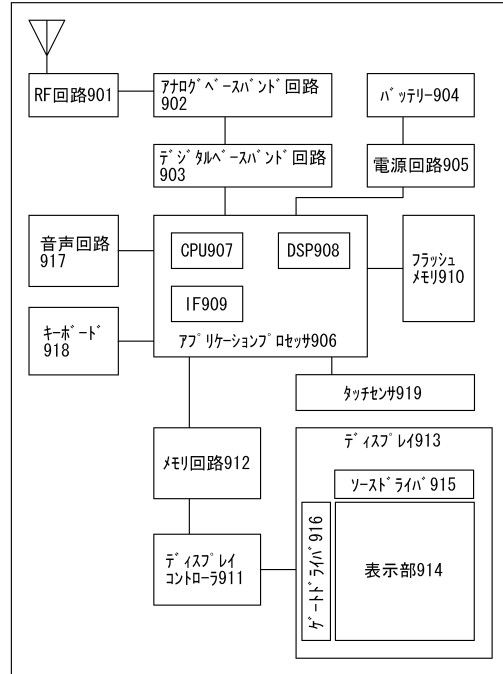 RF回路901
アナログベースバンド回路
902
バッテリー904
デジタルベースバンド回路
903
電源回路905
音声回路
917
CPU907
DSP908
フラッシュ
メモリ910
IF909
キーボード
918
アプリケーションプロセッサ906
タッチセンサ919
メモリ回路912
ディスプレイ913
ソースドライバ915
ゲートドライバ916
表示部914
ディスプレイ
コントローラ911